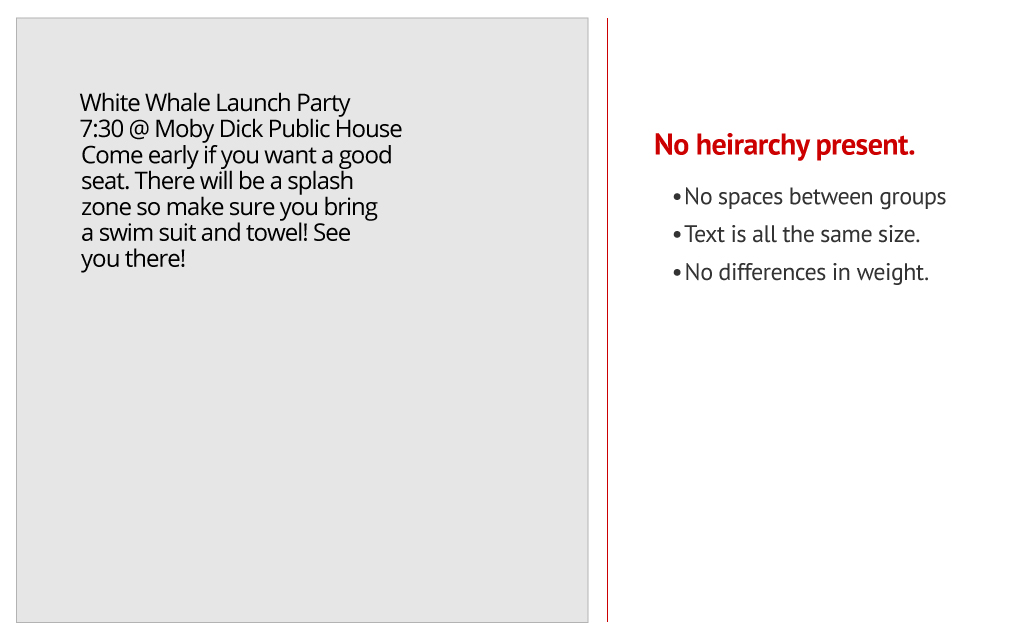 White Whale Launch Party
7:30 @ Moby Dick Public House
Come early if you want a good
seat. There will be a splash
zone so make sure you bring
a swim suit and towel! See
you there!
No heirarchy present.
•No spaces between groups
•Text is all the same size.
•No differences in weight.